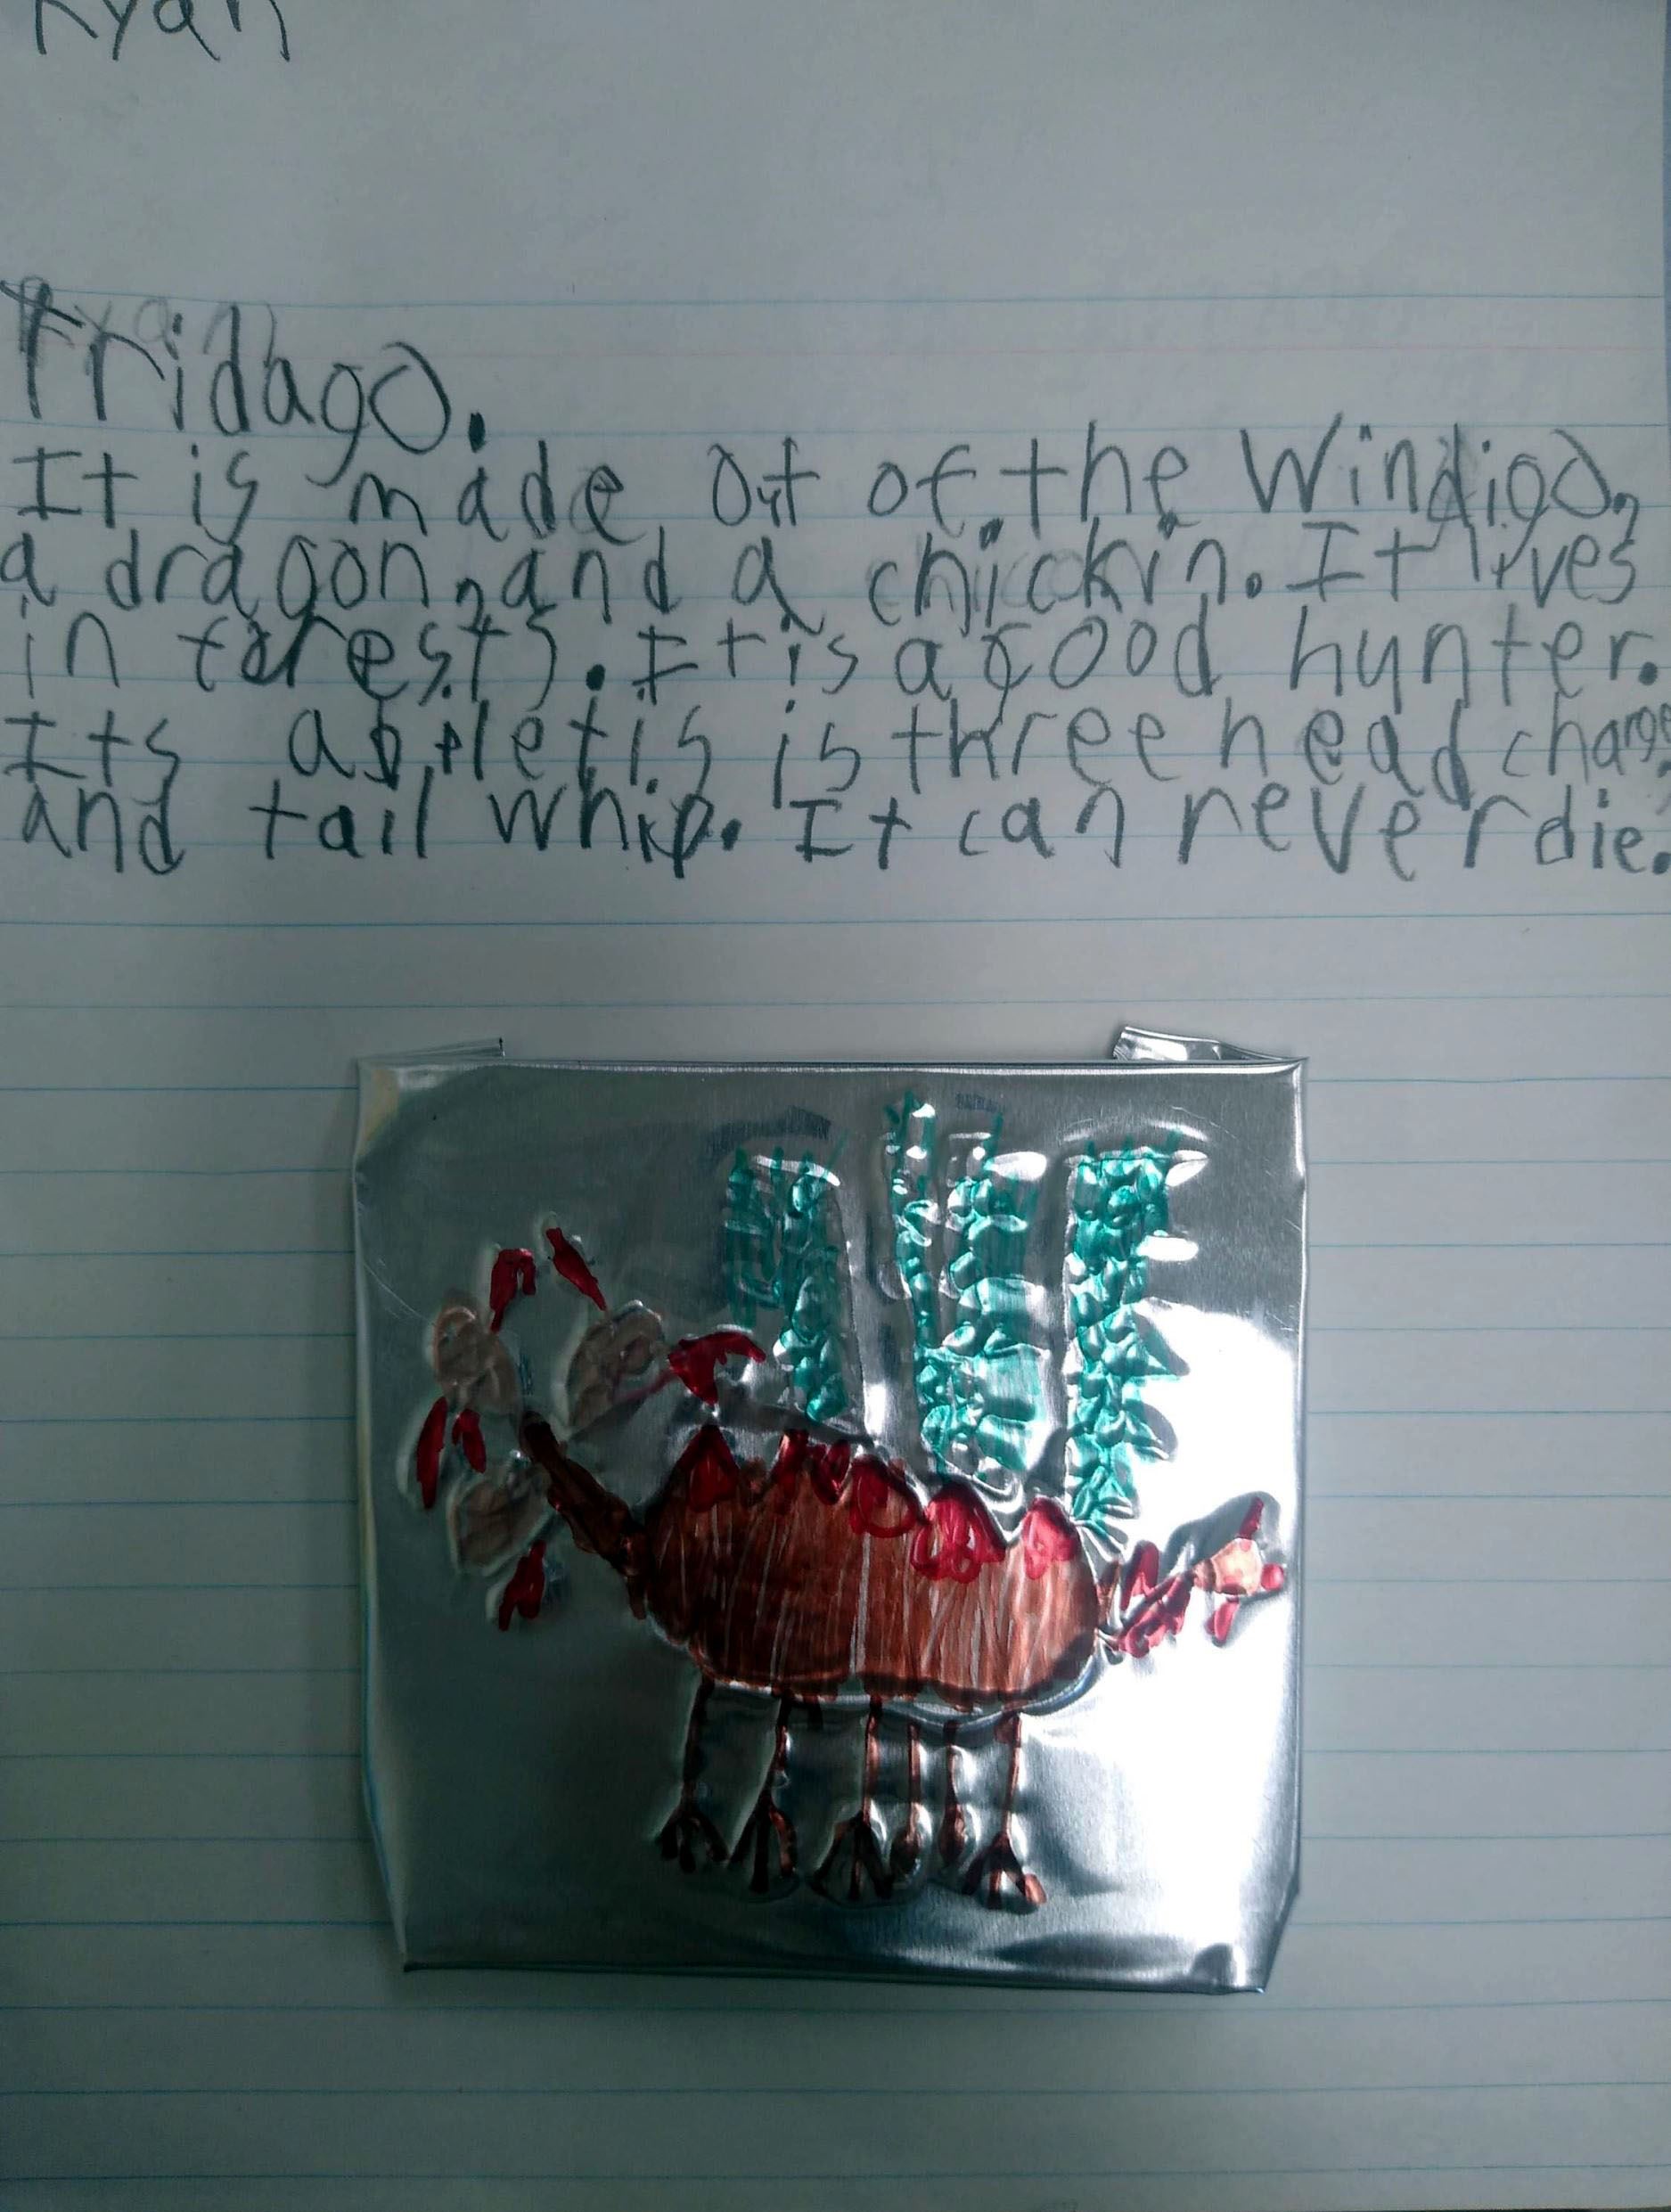 Ryan
Fridago.
It is made out of the Windigo,
a dragon, and a chickin. It lives
in forests. It is a good hunter.
Its abiletis is three head charge
and tail whip. It can never die.